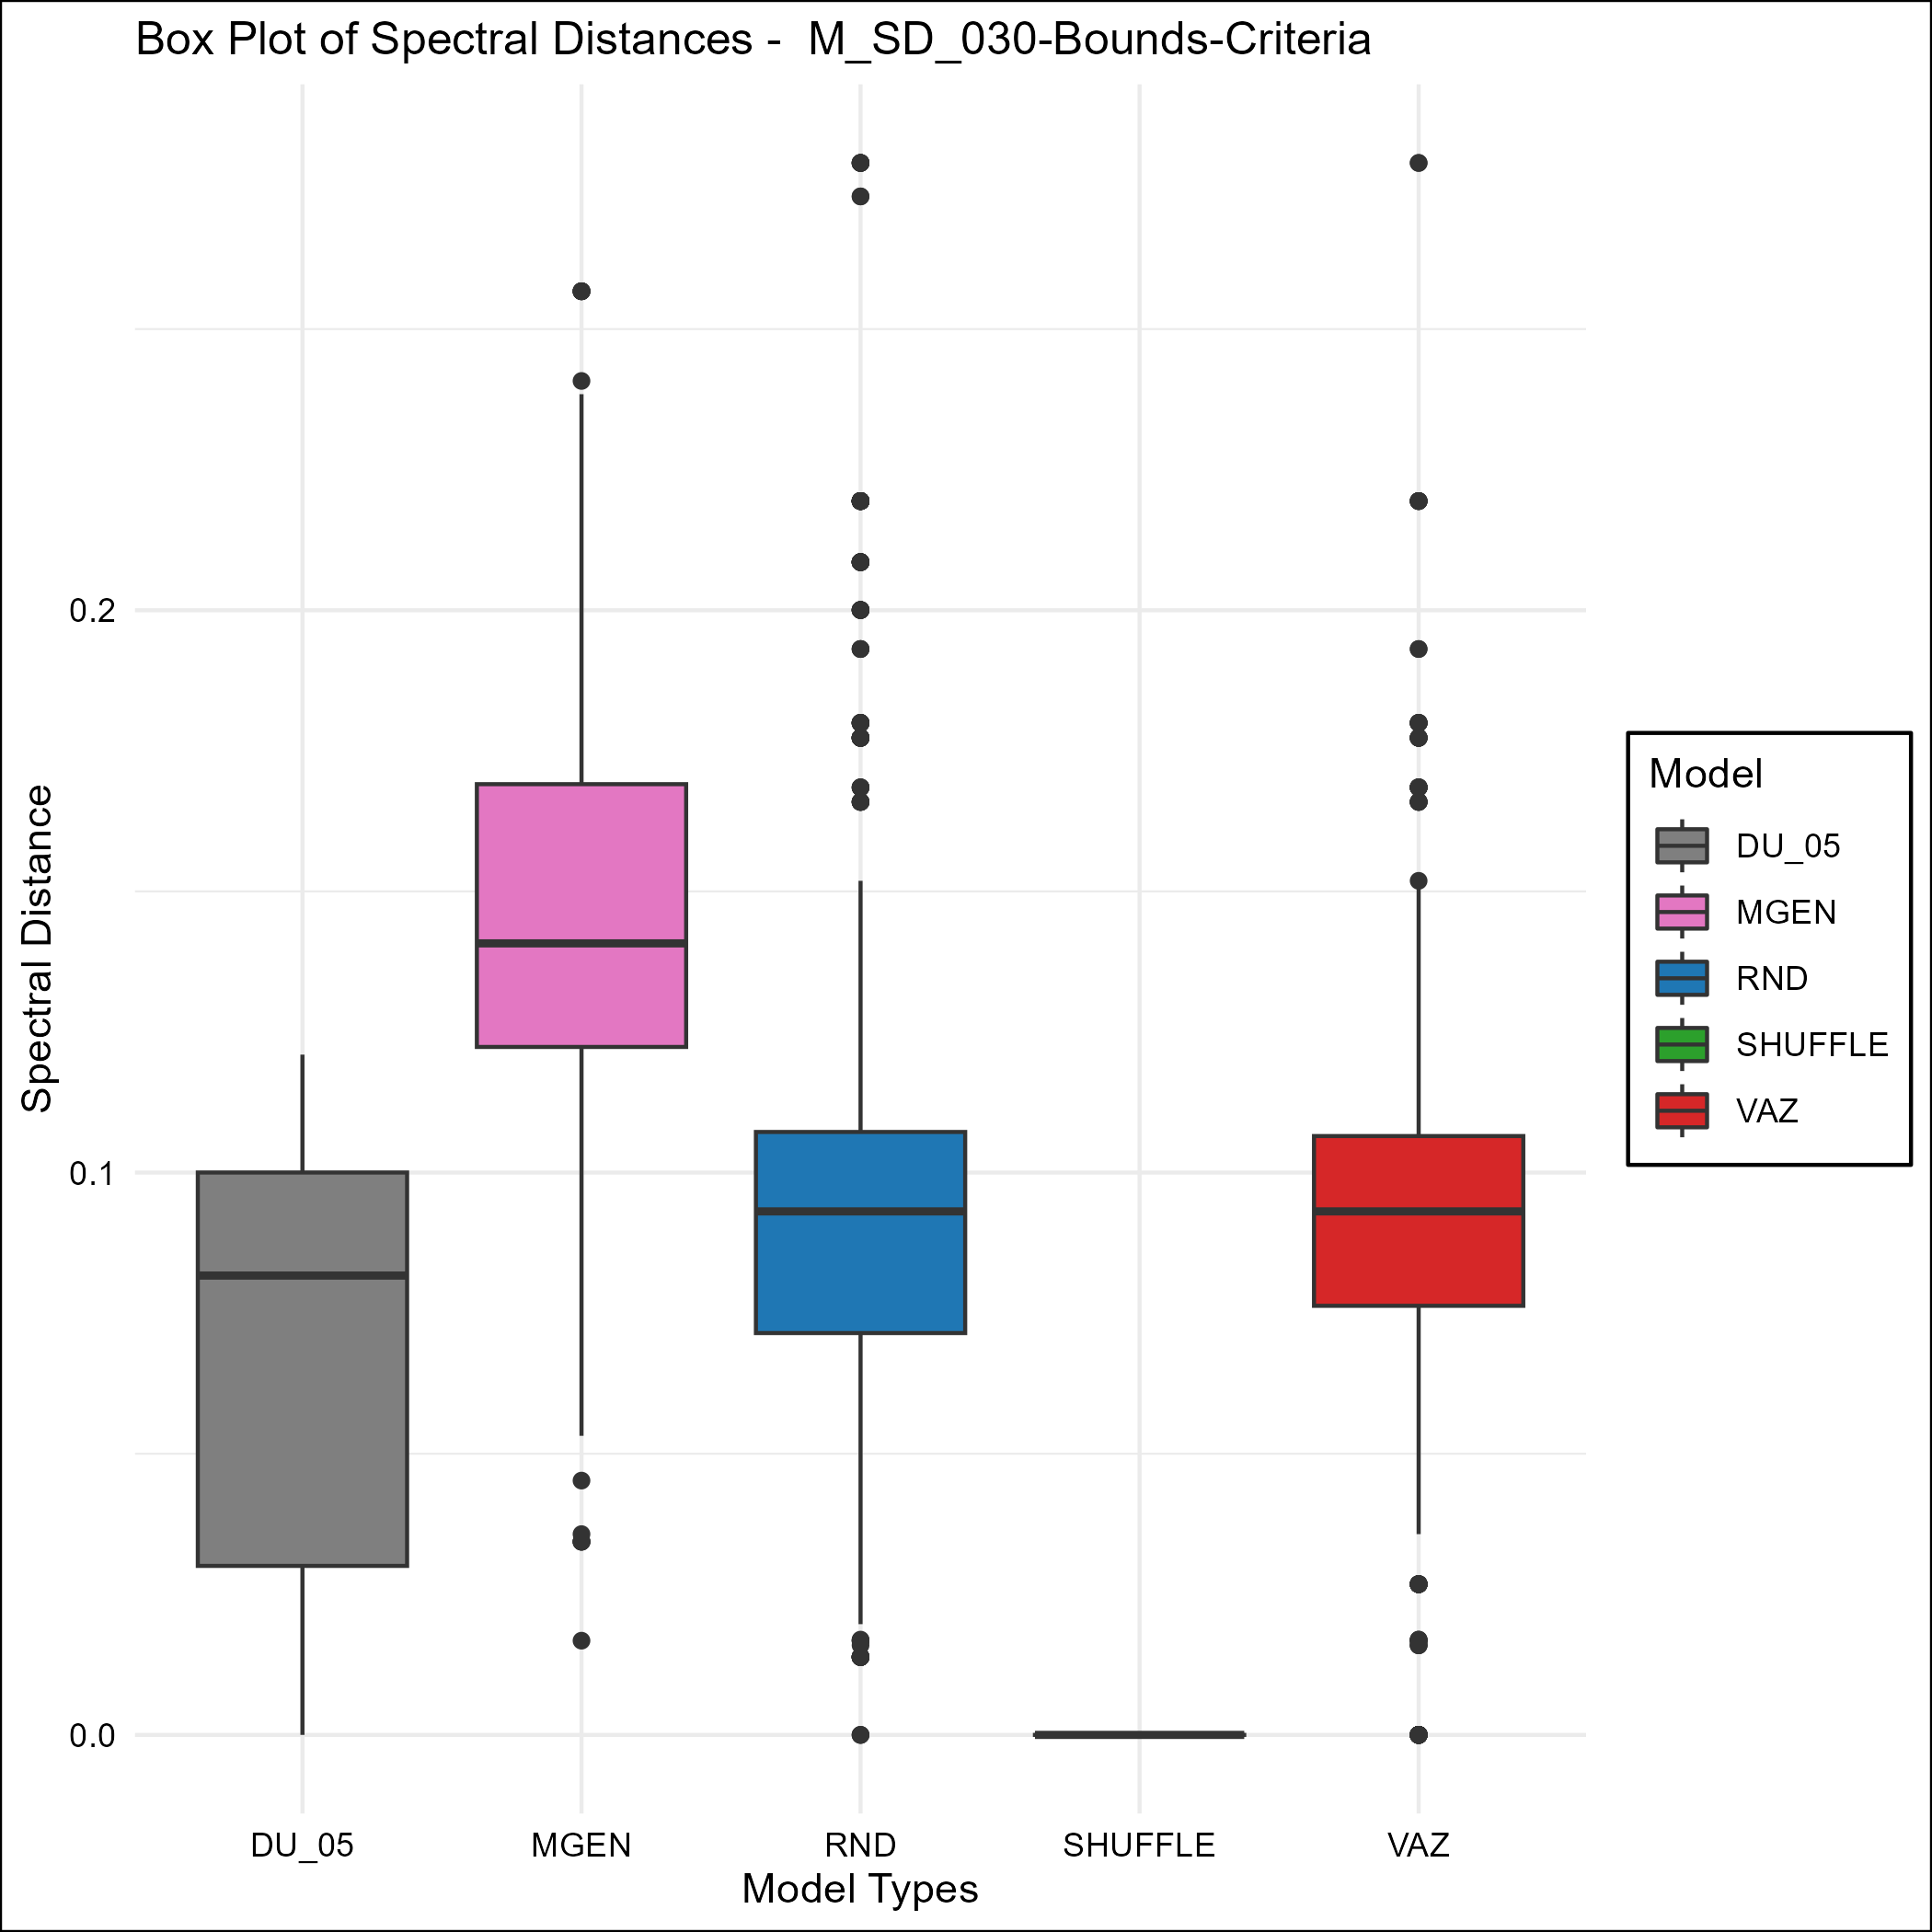 Box Plot of Spectral Distances -  M_SD_030-Bounds-Criteria
Spectral Distance
0.2
0.1
0.0
DU_05 MGEN RND SHUFFLE VAZ
Model Types
Model
DU_05
MGEN
RND
SHUFFLE
VAZ